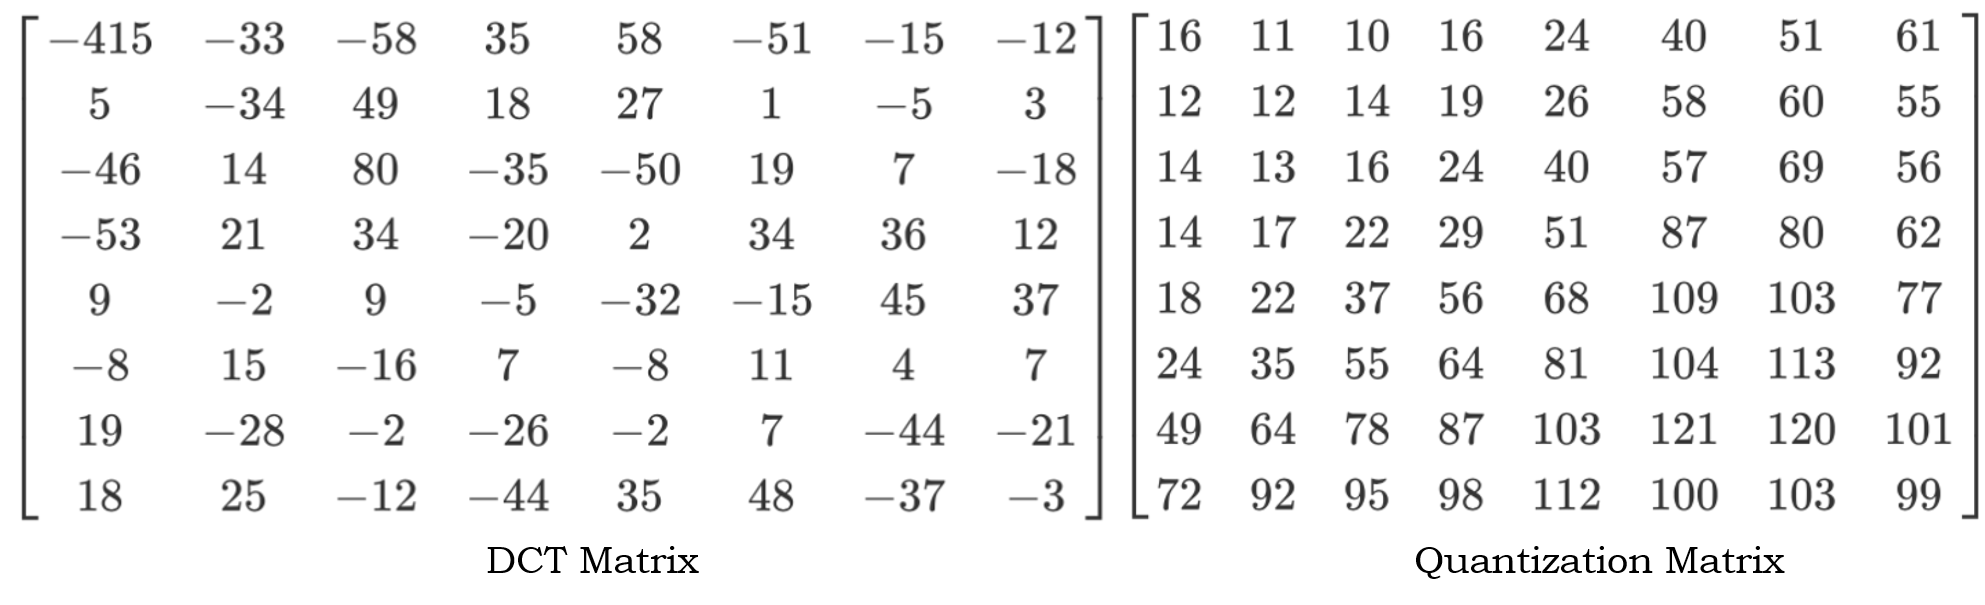 −415 −33 −58 35 58 −51 −15 −12 16 11 10 16 24 40 51 61
5 −34 49 18 27 1 −5 3 12 12 14 19 26 58 60 55
−46 14 80 −35 −50 19 7 −18 14 13 16 24 40 57 69 56
−53 21 34 −20 2 34 36 12 14 17 22 29 51 87 80 62
9 −2 9 −5 −32 −15 45 37 18 22 37 56 68 109 103 77
−8 15 −16 7 −8 11 4 7 24 35 55 64 81 104 113 92
19 −28 −2 −26 −2 7 −44 −21 49 64 78 87 103 121 120 101
18 25 −12 −44 35 48 −37 −3 72 92 95 98 112 100 103 99
DCT Matrix Quantization Matrix